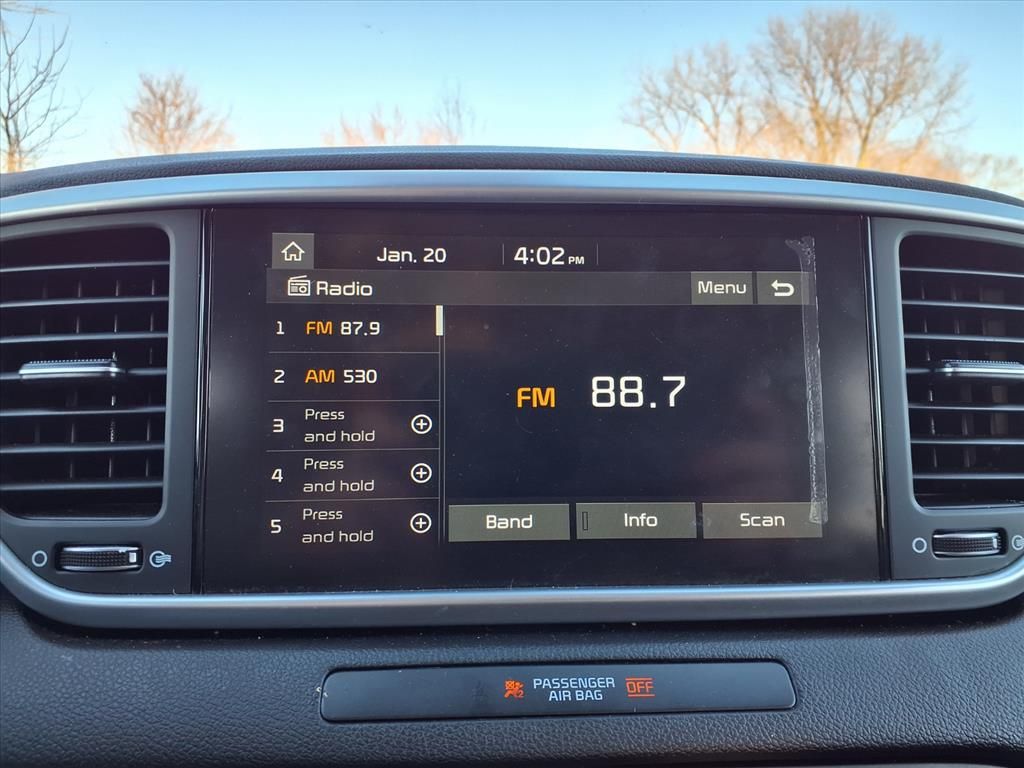 Jan. 20 4:02 PM
Radio Menu
1 FM 87.9
2 AM 530
3 Press and hold
4 Press and hold
5 Press and hold
FM 88.7
Band Info Scan
PASSENGER
AIR BAG OFF